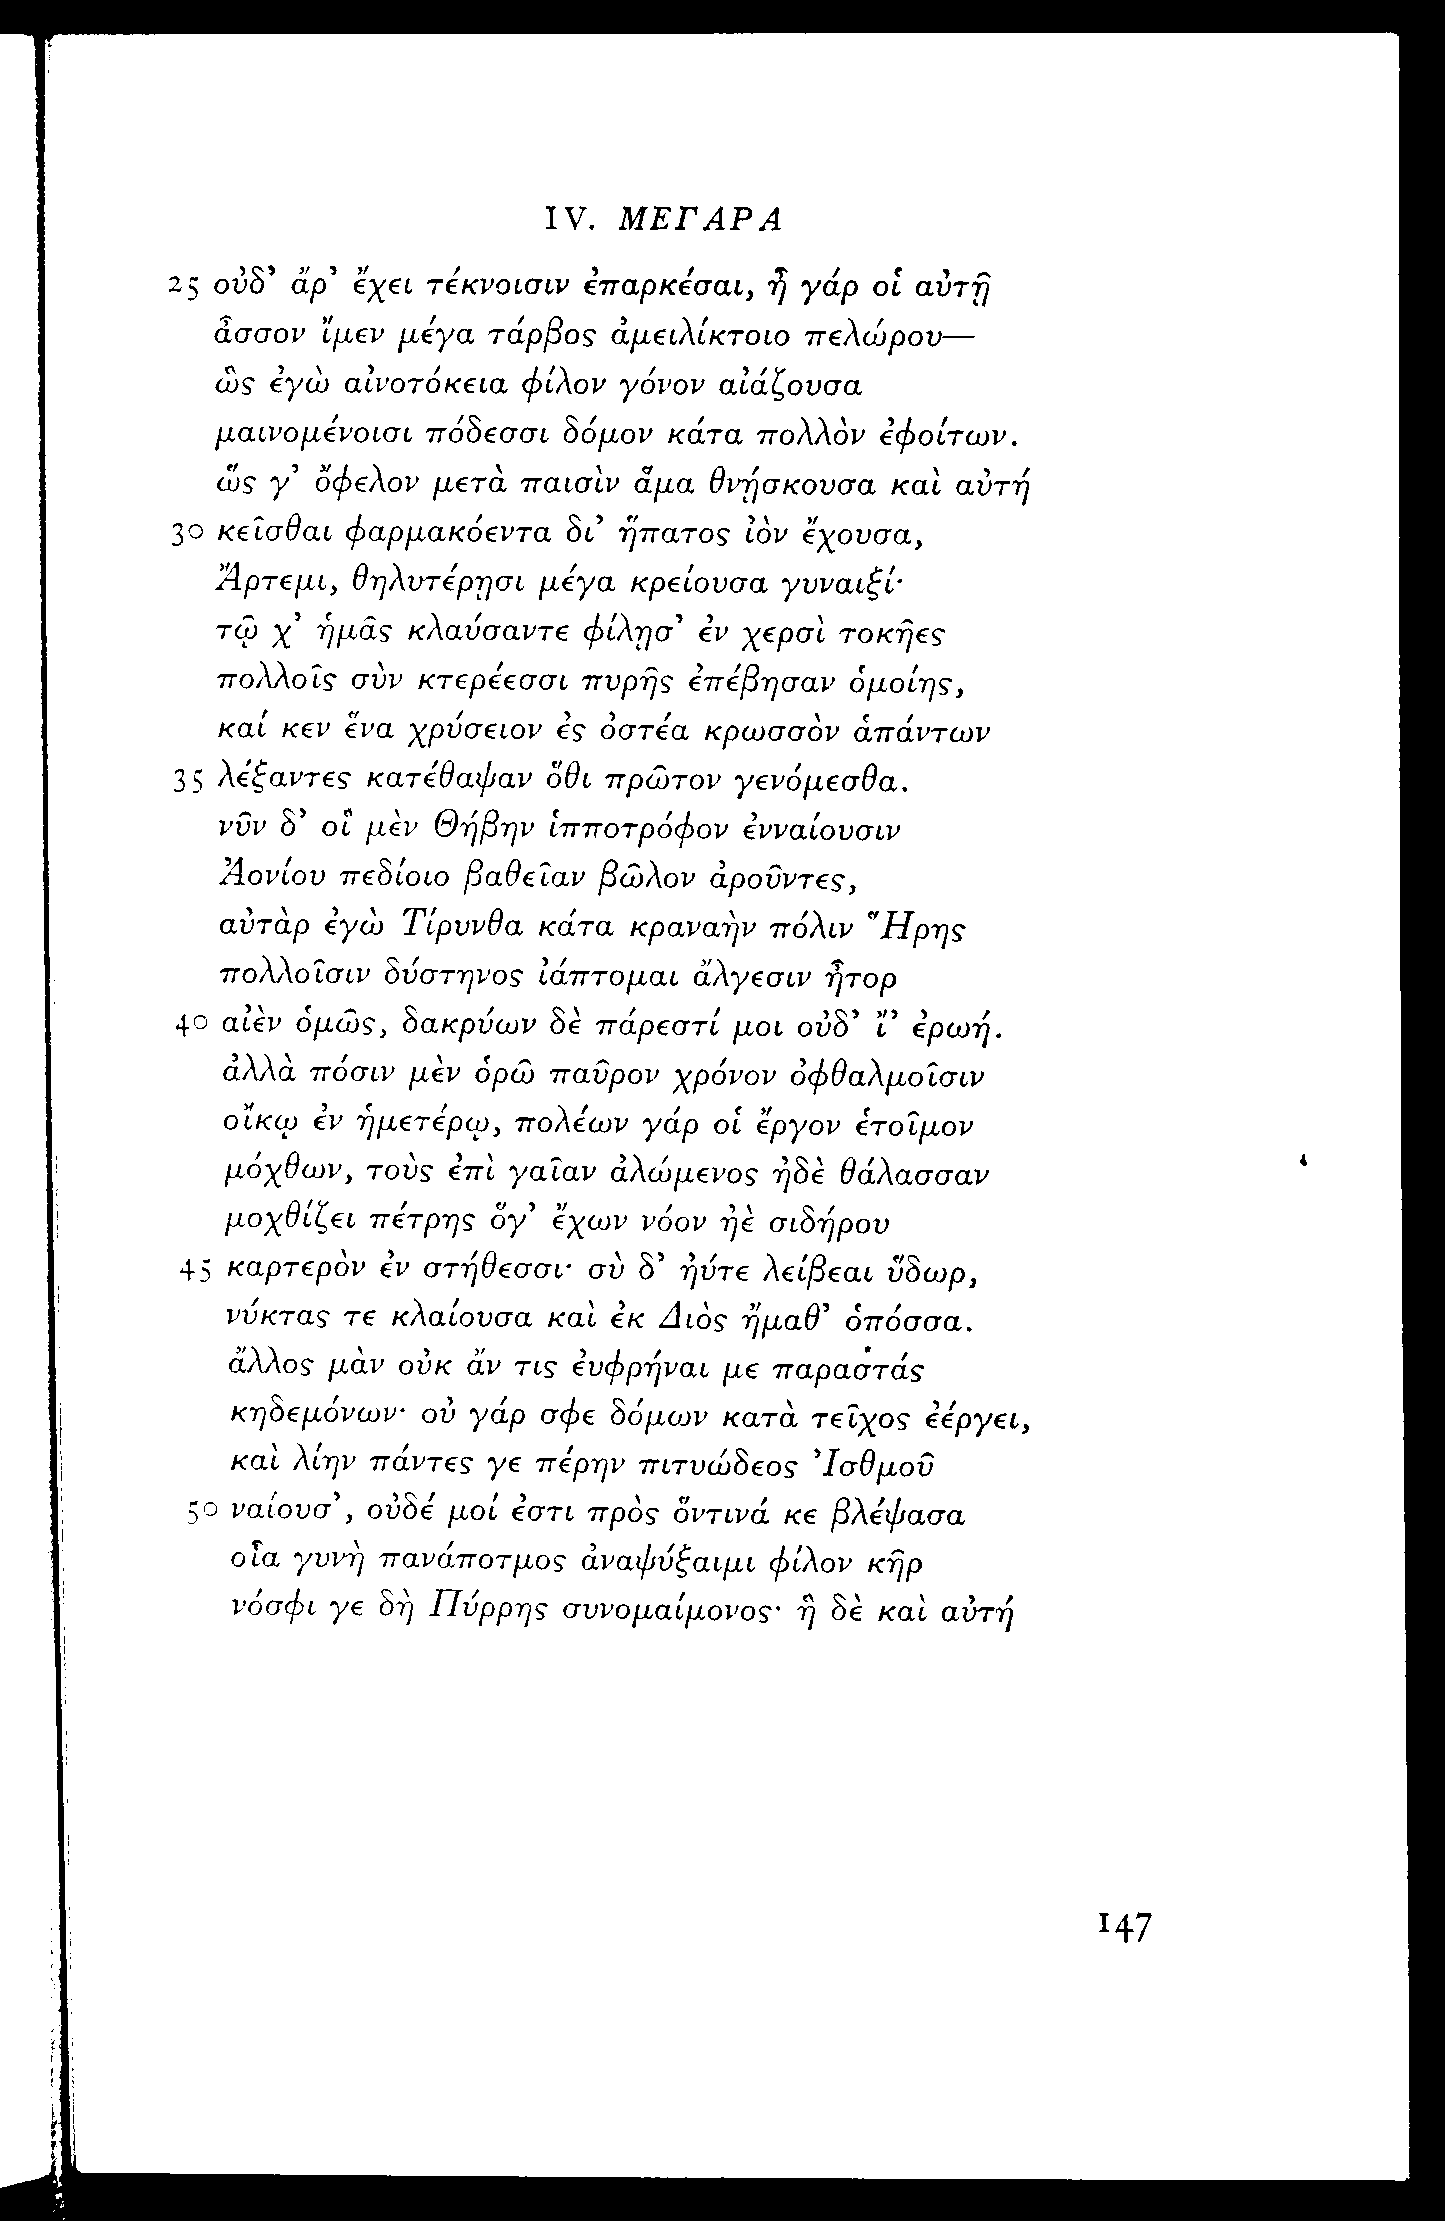 IV. ΜΕΓΑΡΑ
25 οὐδ’ ἄρ’ ἔχει τέκνοισιν ἐπαρκέσαι, ἦ γάρ οἱ αὐτῇ
ἆσσον ἴμεν μέγα τάρβος ἀμειλίκτοιο πελώρου—
ὣς ἐγὼ αἰνοτόκεια φίλον γόνον αἰάζουσα
μαινομένοισι πόδεσσι δόμον κάτα πολλὸν ἐφοίτων.
ὥς γ’ ὄφελον μετὰ παισὶν ἅμα θνῄσκουσα καὶ αὐτή
30 κεῖσθαι φαρμακόεντα δι’ ἥπατος ἰὸν ἔχουσα,
Ἄρτεμι, θηλυτέρῃσι μέγα κρείουσα γυναιξί·
τῷ χ’ ἡμᾶς κλαύσαντε φίλῃσ’ ἐν χερσὶ τοκῆες
πολλοῖς σὺν κτερέεσσι πυρῆς ἐπέβησαν ὁμοίης,
καί κεν ἕνα χρύσειον ἐς ὀστέα κρωσσὸν ἁπάντων
35 λέξαντες κατέθαψαν ὅθι πρῶτον γενόμεσθα.
νῦν δ’ οἳ μὲν Θήβην ἱπποτρόφον ἐνναίουσιν
Ἀονίου πεδίοιο βαθεῖαν βῶλον ἀροῦντες,
αὐτὰρ ἐγὼ Τίρυνθα κάτα κραναὴν πόλιν Ἥρης
πολλοῖσιν δύστηνος ἰάπτομαι ἄλγεσιν ἦτορ
40 αἰὲν ὁμῶς, δακρύων δὲ πάρεστί μοι οὐδ’ ἴ’ ἐρωή.
ἀλλὰ πόσιν μὲν ὁρῶ παῦρον χρόνον ὀφθαλμοῖσιν
οἴκῳ ἐν ἡμετέρῳ, πολέων γάρ οἱ ἔργον ἑτοῖμον
μόχθων, τοὺς ἐπὶ γαῖαν ἀλώμενος ἠδὲ θάλασσαν
μοχθίζει πέτρης ὅγ’ ἔχων νόον ἠὲ σιδήρου
45 καρτερὸν ἐν στήθεσσι· σὺ δ’ ἠύτε λείβεαι ὕδωρ,
νύκτας τε κλαίουσα καὶ ἐκ Διὸς ἤμαθ’ ὁπόσσα.
ἄλλος μὰν οὐκ ἄν τις ἐυφρήναι με παραστάς
κηδεμόνων· οὐ γάρ σφε δόμων κατὰ τεῖχος ἐέργει,
καὶ λίην πάντες γε πέρην πιτυώδεος Ἰσθμοῦ
50 ναίουσ’, οὐδέ μοί ἐστι πρὸς ὅντινά κε βλέψασα
οἷα γυνὴ πανάποτμος ἀναψύξαιμι φίλον κῆρ
νόσφι γε δὴ Πύρρης συνομαίμονος· ἣ δὲ καὶ αὐτή
147